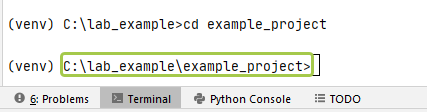 (venv) C:\lab_example>cd example_project
(venv) C:\lab_example\example_project>
6: Problems Terminal Python Console TODO